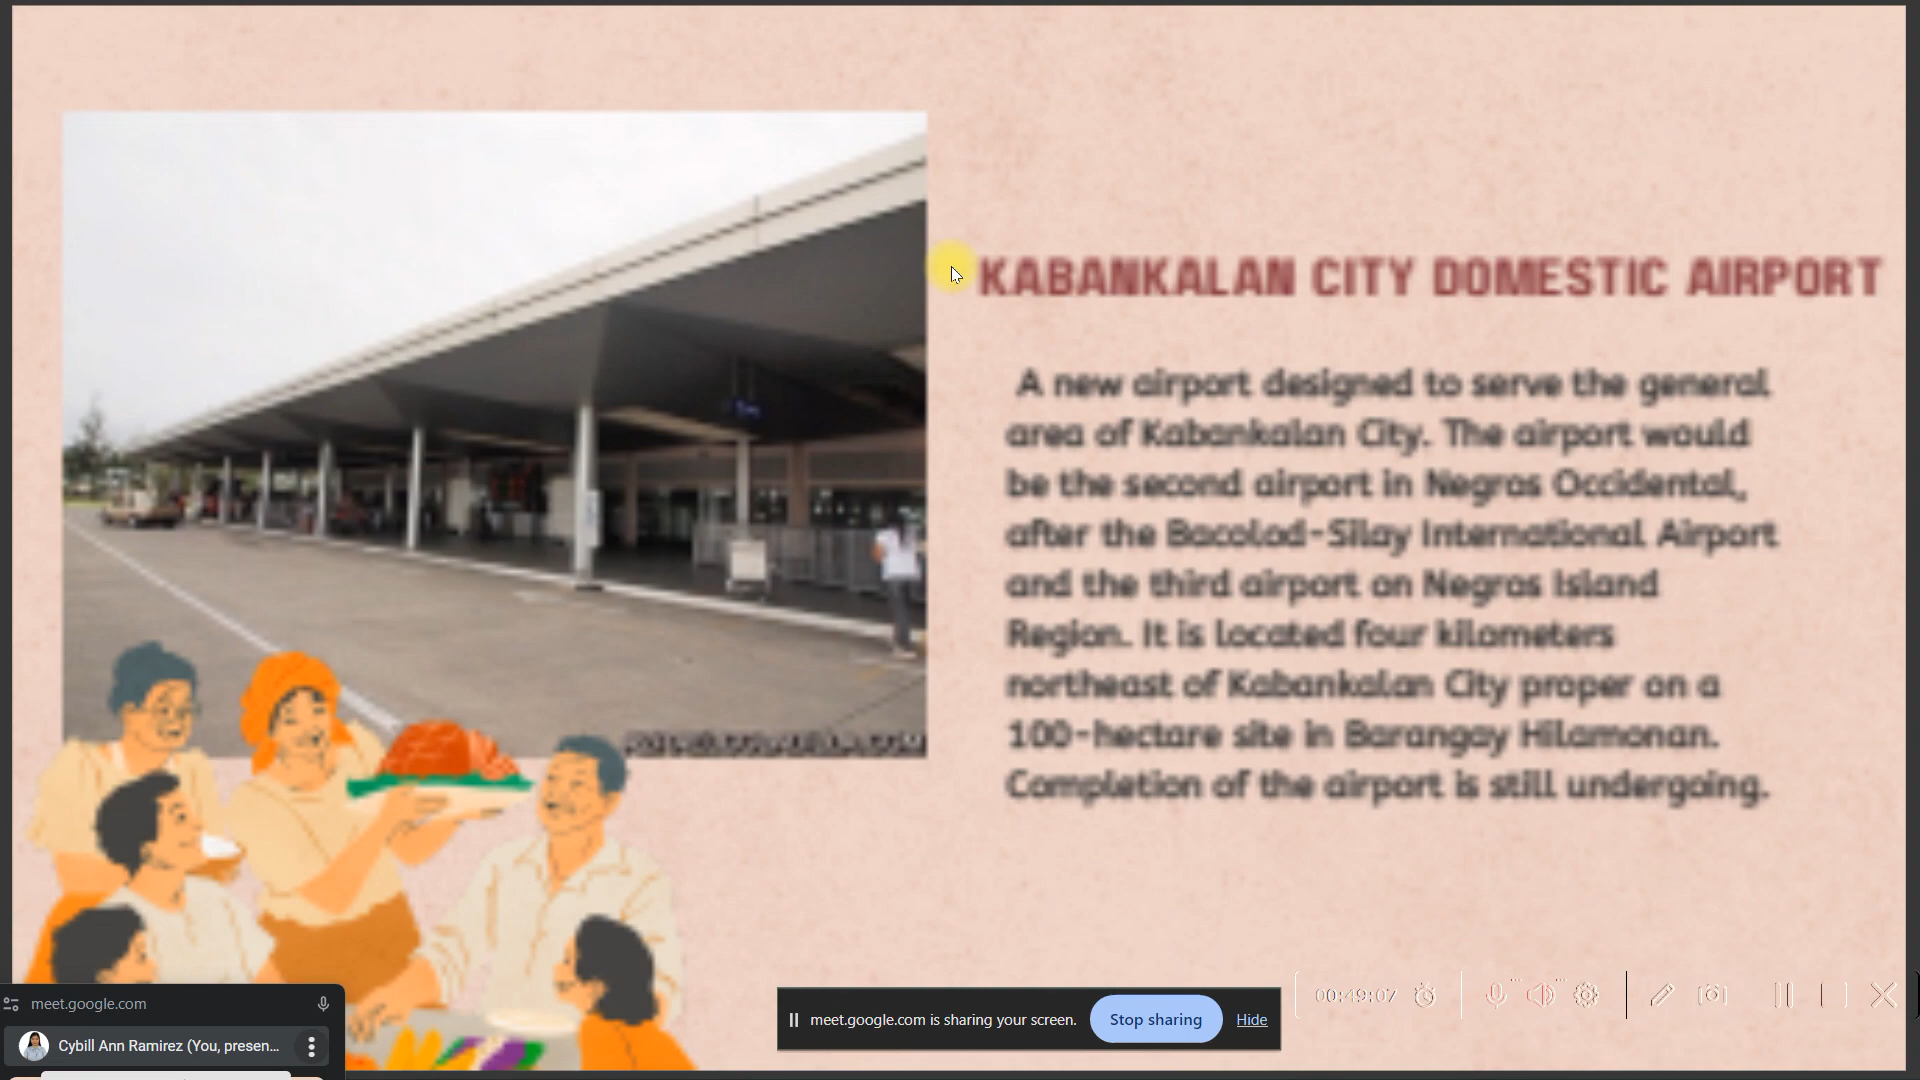 KABANKALAN CITY DOMESTIC AIRPORT
A new airport designed to serve the general
area of Kabankalan City. The airport would
be the second airport in Negros Occidental,
after the Bacolod-Silay International Airport
and the third airport on Negros Island
Region. It is located four kilometers
northeast of Kabankalan City proper on a
100-hectare site in Barangay Hilamonan.
Completion of the airport is still undergoing.
meet.google.com
Cybill Ann Ramirez (You, presen...
meet.google.com is sharing your screen.
Stop sharing
Hide
00:49:07